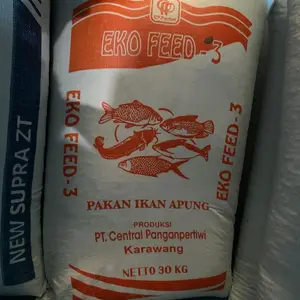 EKO FEED - 3
EKO FEED - 3
EKO FEED - 3
PAKAN IKAN APUNG
PRODUKSI
PT. Central Panganpertiwi
Karawang
NETTO 30 KG
NEW SUPRA ZT